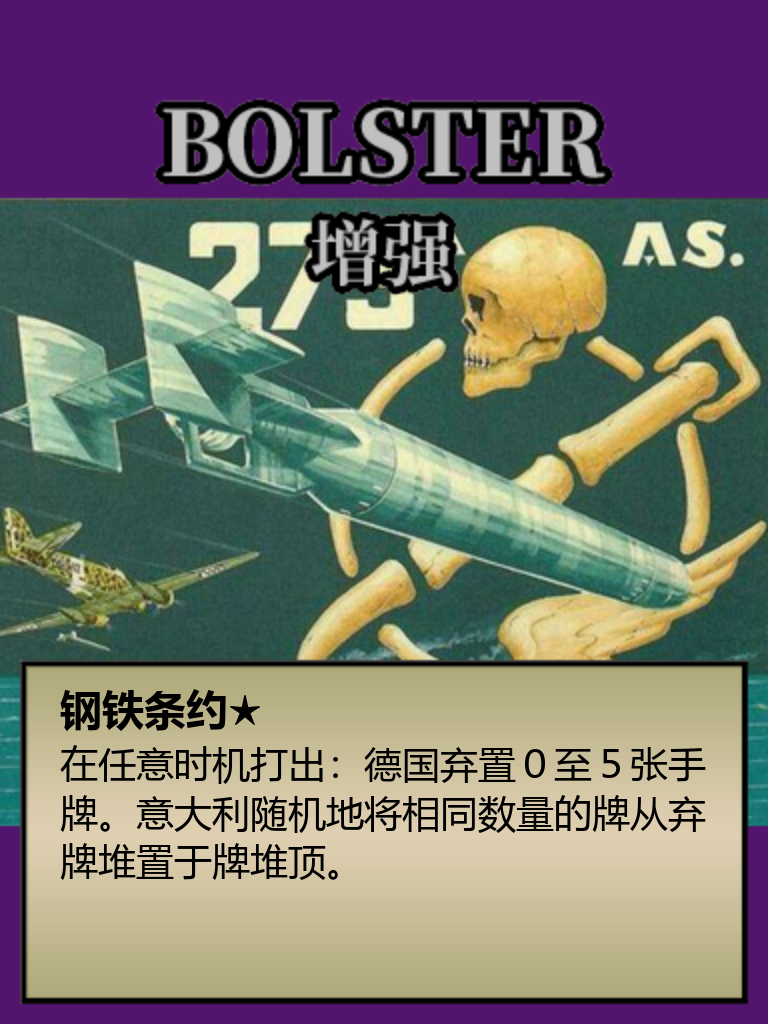 BOLSTER
增强
AS.
钢铁条约★
在任意时机打出：德国弃置0至5张手
牌。意大利随机地将相同数量的牌从弃
牌堆置于牌堆顶。